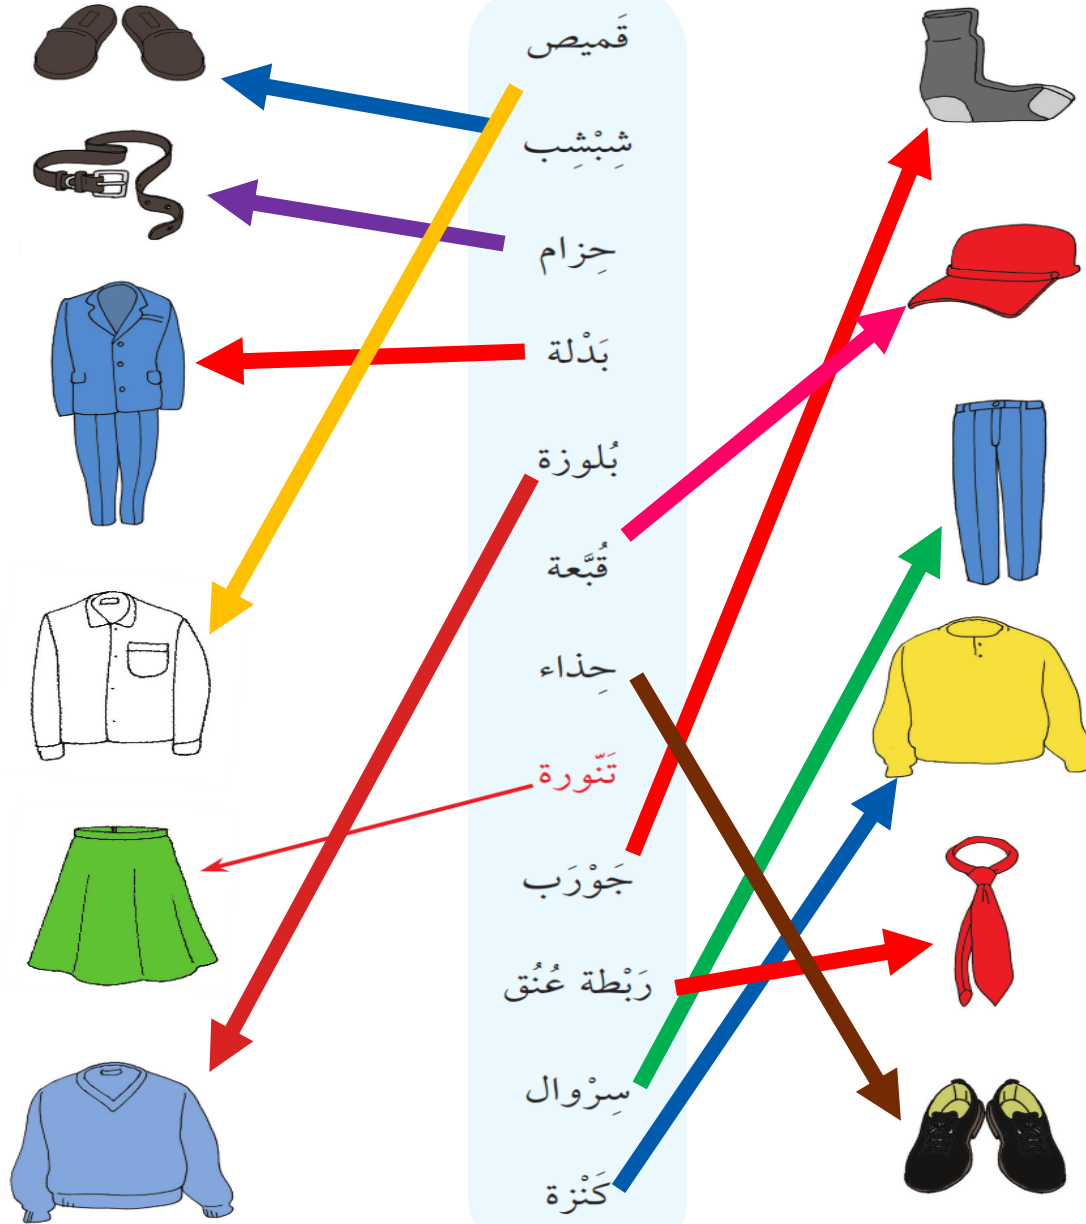 قَميص
شِبْشِب
حِزام
بَدْلة
بُلوزة
قُبَّعة
حِذاء
تَنّورة
جَوْرَب
رَبْطة عُنُق
سِرْوال
كَنْزة